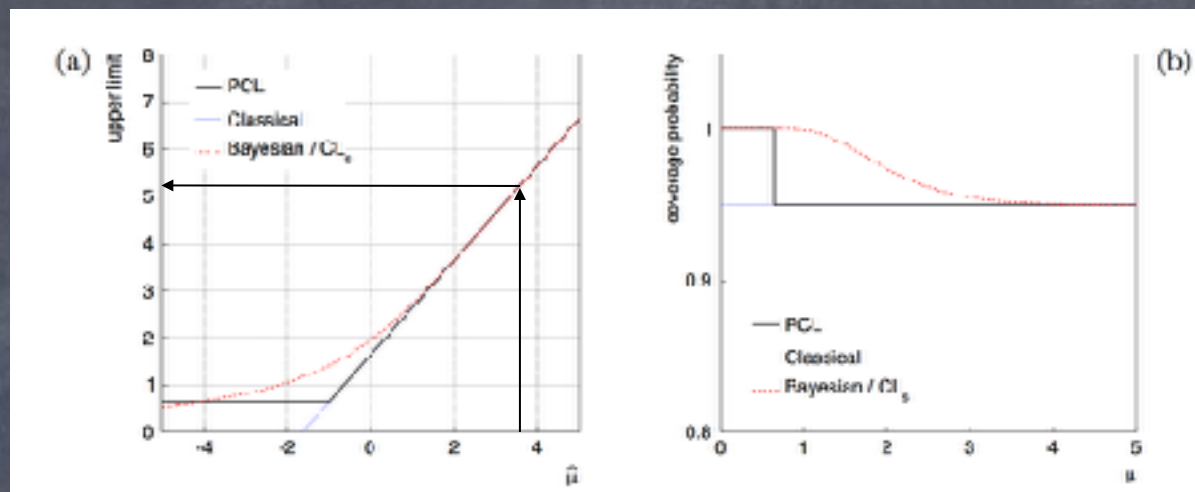 (a)
upper limit
8
7
6
5
4
3
2
1
0
PCL
Classical
Bayesian / CLs
-4 -2 0 2 4
μ̂
(b)
coverage probability
1
0.9
0.8
PCL
Classical
Bayesian / CLs
0 1 2 3 4 5
μ